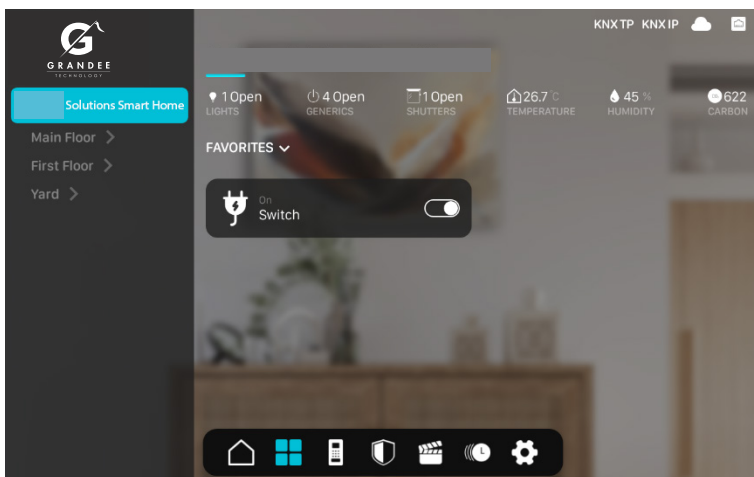 KNX TP KNX IP
GRANDEE
TECHNOLOGY
Solutions Smart Home
Main Floor
First Floor
Yard
1 Open
LIGHTS
4 Open
GENERICS
1 Open
SHUTTERS
26.7 °C
TEMPERATURE
45 %
HUMIDITY
622
CARBON
FAVORITES
On
Switch